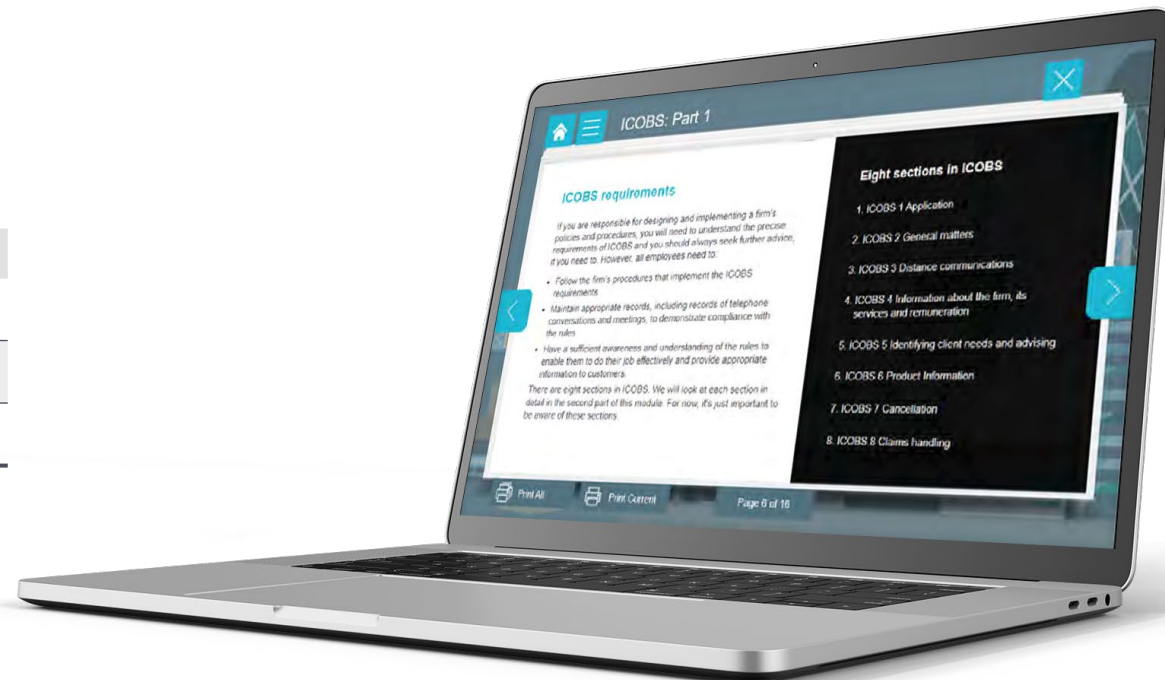 ICOBS: Part 1
ICOBS requirements
If you are responsible for designing and implementing a firm's
policies and procedures, you will need to understand the precise
requirements of ICOBS and you should always seek further advice,
if you need to. However, all employees need to:
• Follow the firm's procedures that implement the ICOBS
requirements
• Maintain appropriate records, including records of telephone
conversations and meetings, to demonstrate compliance with
the rules
• Have a sufficient awareness and understanding of the rules to
enable them to do their job effectively and provide appropriate
information to customers.
There are eight sections in ICOBS. We will look at each section in
detail in the second part of this module. For now, it's just important to
be aware of these sections
Eight sections in ICOBS
1. ICOBS 1 Application
2. ICOBS 2 General matters
3. ICOBS 3 Distance communications
4. ICOBS 4 Information about the firm, its
services and remuneration
5. ICOBS 5 Identifying client needs and advising
6. ICOBS 6 Product Information
7. ICOBS 7 Cancellation
8. ICOBS 8 Claims handling
Print All
Print Current
Page 6 of 16